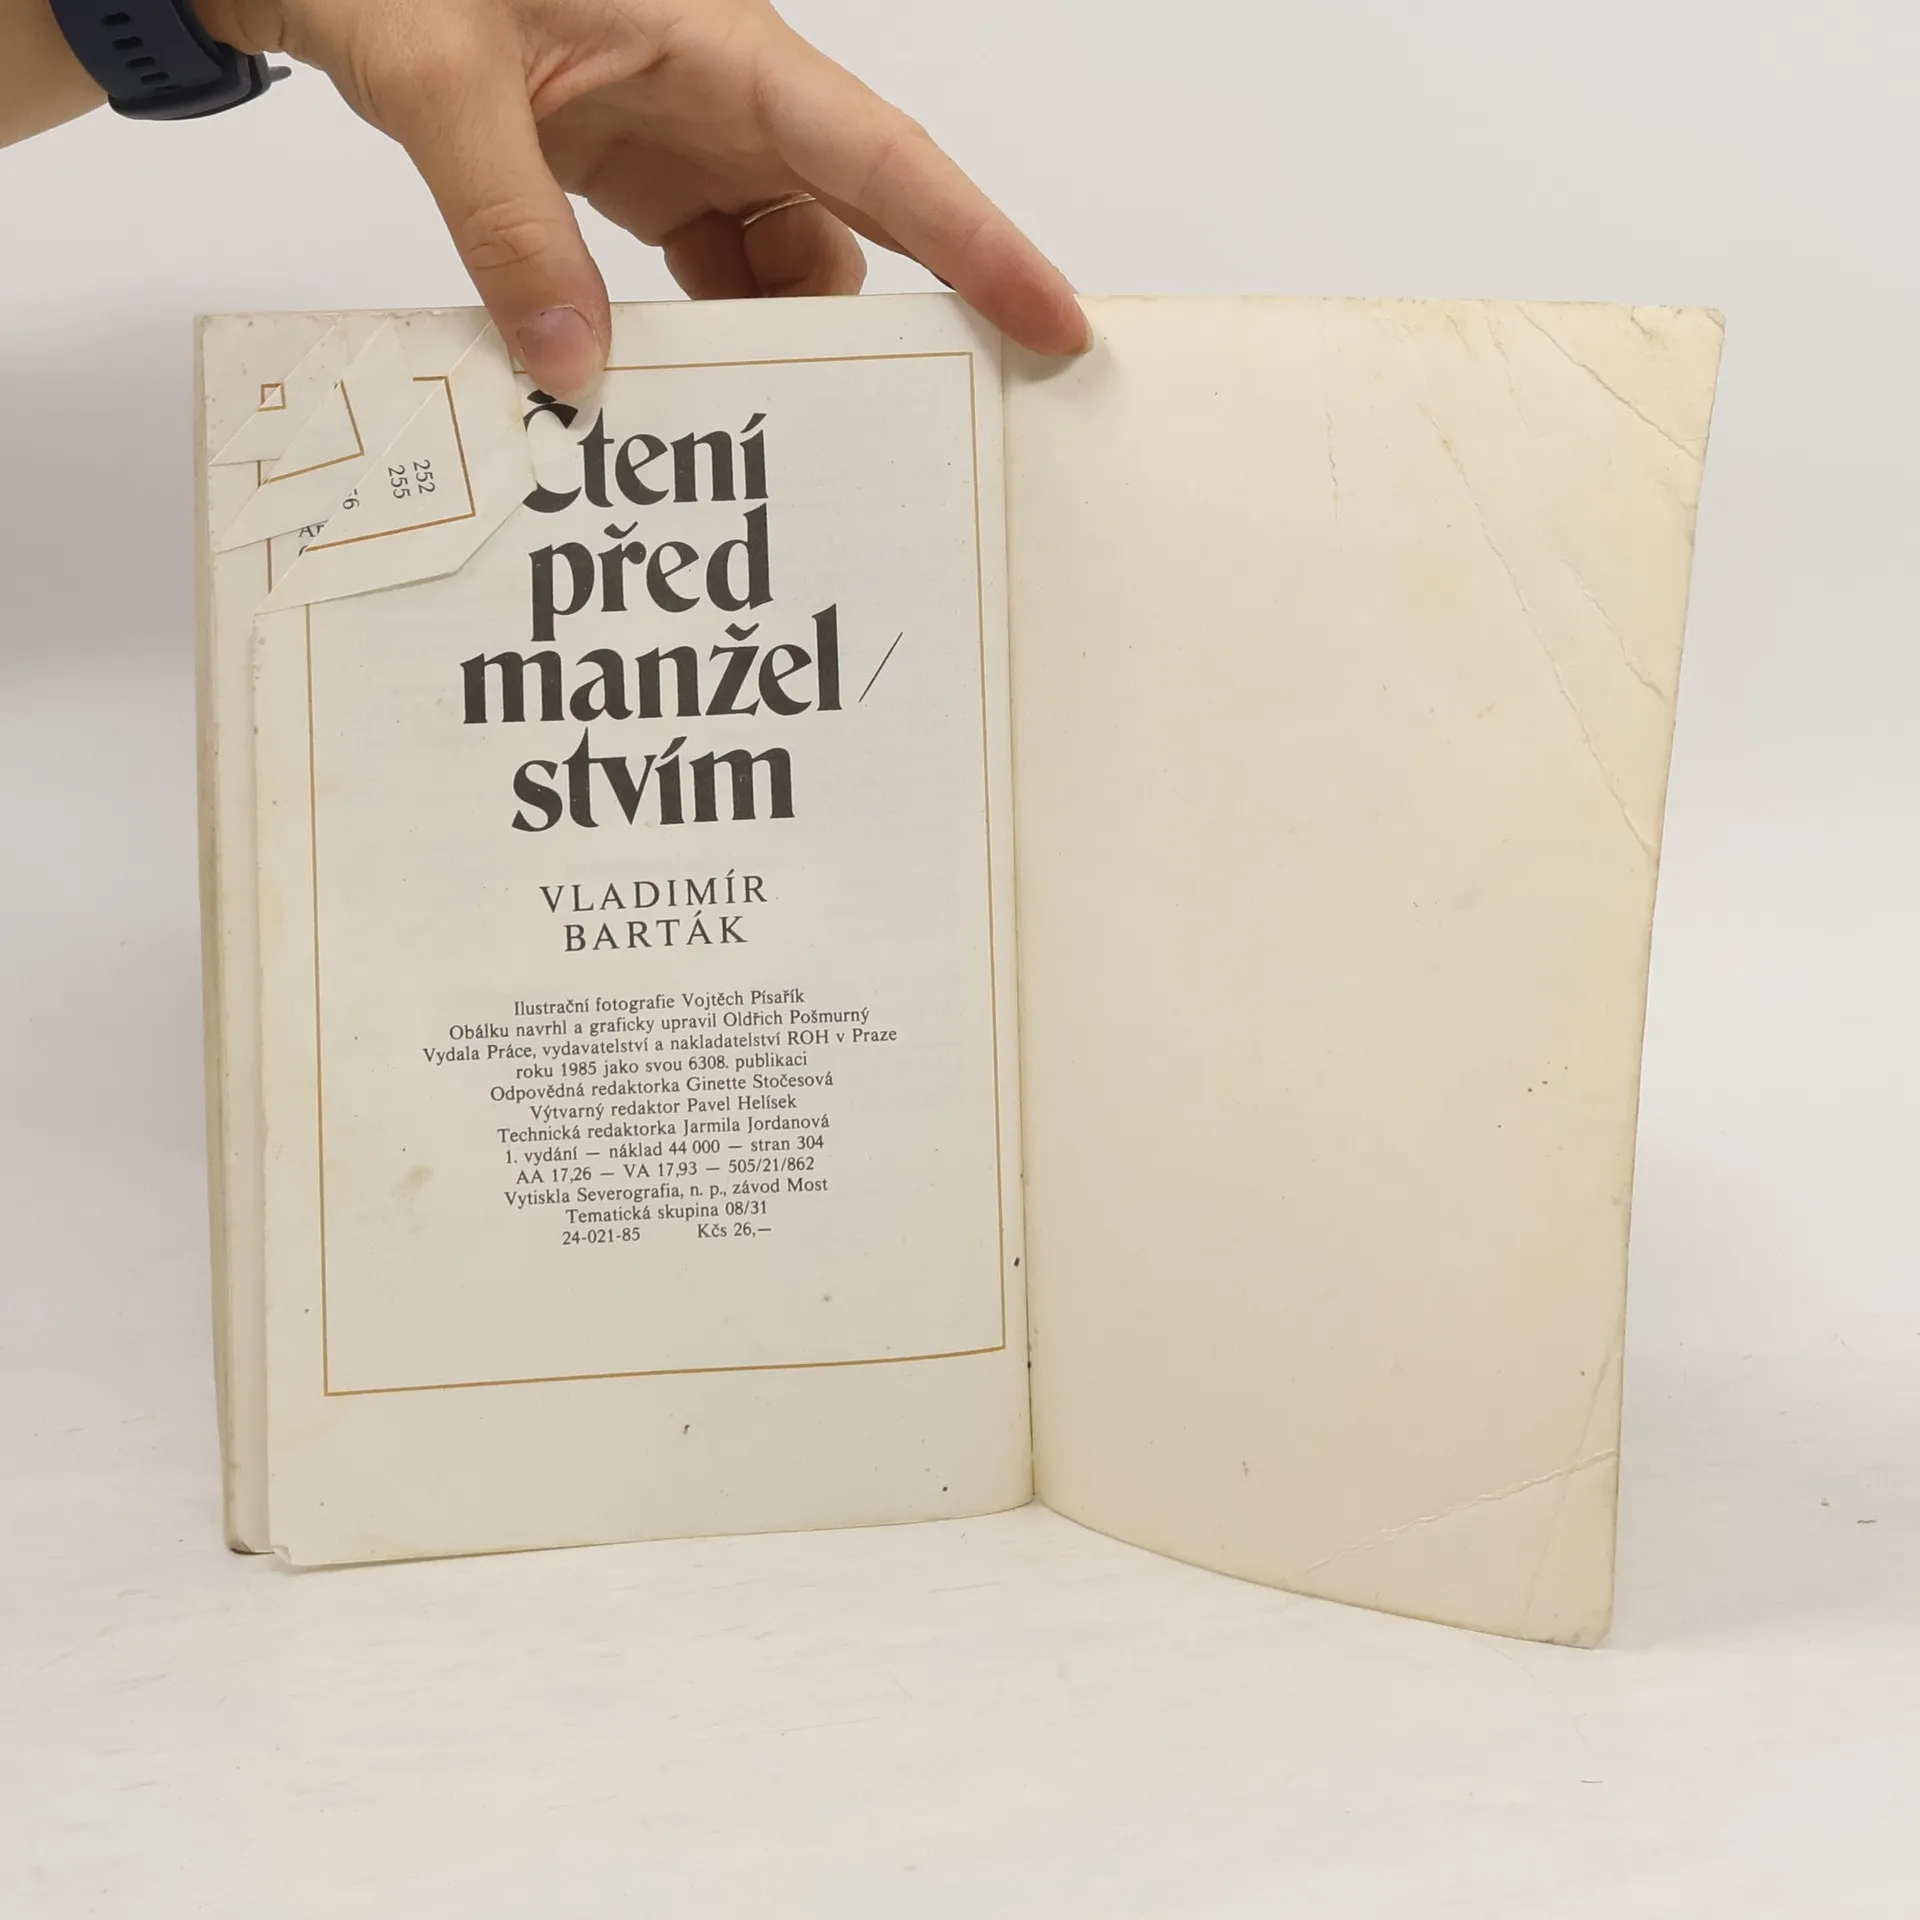 252
255
Čtení
před
manžel/
stvím
VLADIMÍR
BARTÁK
Ilustrační fotografie Vojtěch Písařík
Obálku navrhl a graficky upravil Oldřich Pošmurný
Vydala Práce, vydavatelství a nakladatelství ROH v Praze
roku 1985 jako svou 6308. publikaci
Odpovědná redaktorka Ginette Stočesová
Výtvarný redaktor Pavel Helísek
Technická redaktorka Jarmila Jordanová
1. vydání — náklad 44 000 — stran 304
AA 17,26 — VA 17,93 — 505/21/862
Vytiskla Severografia, n. p., závod Most
Tematická skupina 08/31
24-021-85 Kčs 26,—